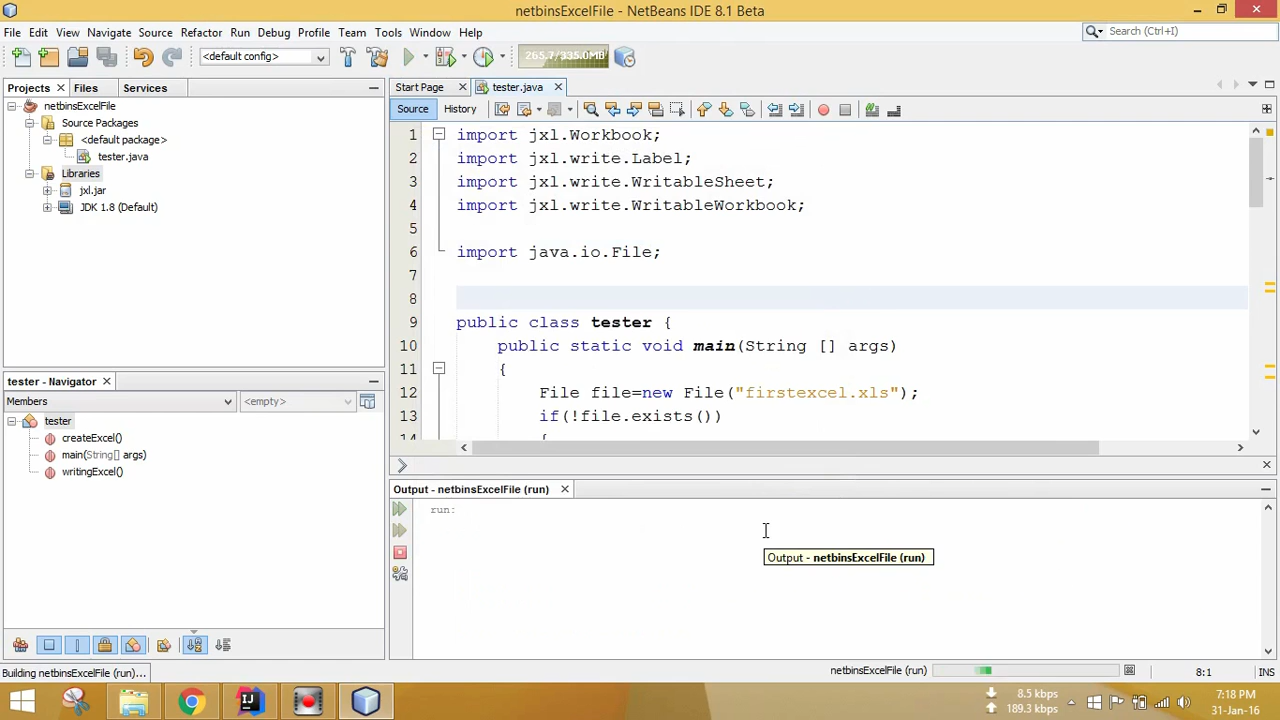 netbinsExcelFile - NetBeans IDE 8.1 Beta
File Edit View Navigate Source Refactor Run Debug Profile Team Tools Window Help
Search (Ctrl+I)
<default config>
265.7/335.0MB
Projects
Files
Services
netbinsExcelFile
Source Packages
<default package>
tester.java
Libraries
jxl.jar
JDK 1.8 (Default)
tester - Navigator
Members
<empty>
tester
createExcel()
main(String[] args)
writingExcel()
Start Page
tester.java
Source
History
1 import jxl.Workbook;
2 import jxl.write.Label;
3 import jxl.write.WritableSheet;
4 import jxl.write.WritableWorkbook;
5
6 import java.io.File;
7
8
9 public class tester {
10 public static void main(String [] args)
11 {
12 File file=new File("firstexcel.xls");
13 if(!file.exists())
14 {
Output - netbinsExcelFile (run)
run:
Output - netbinsExcelFile (run)
Building netbinsExcelFile (run)...
netbinsExcelFile (run)
8:1
INS
8.5 kbps
189.3 kbps
7:18 PM
31-Jan-16